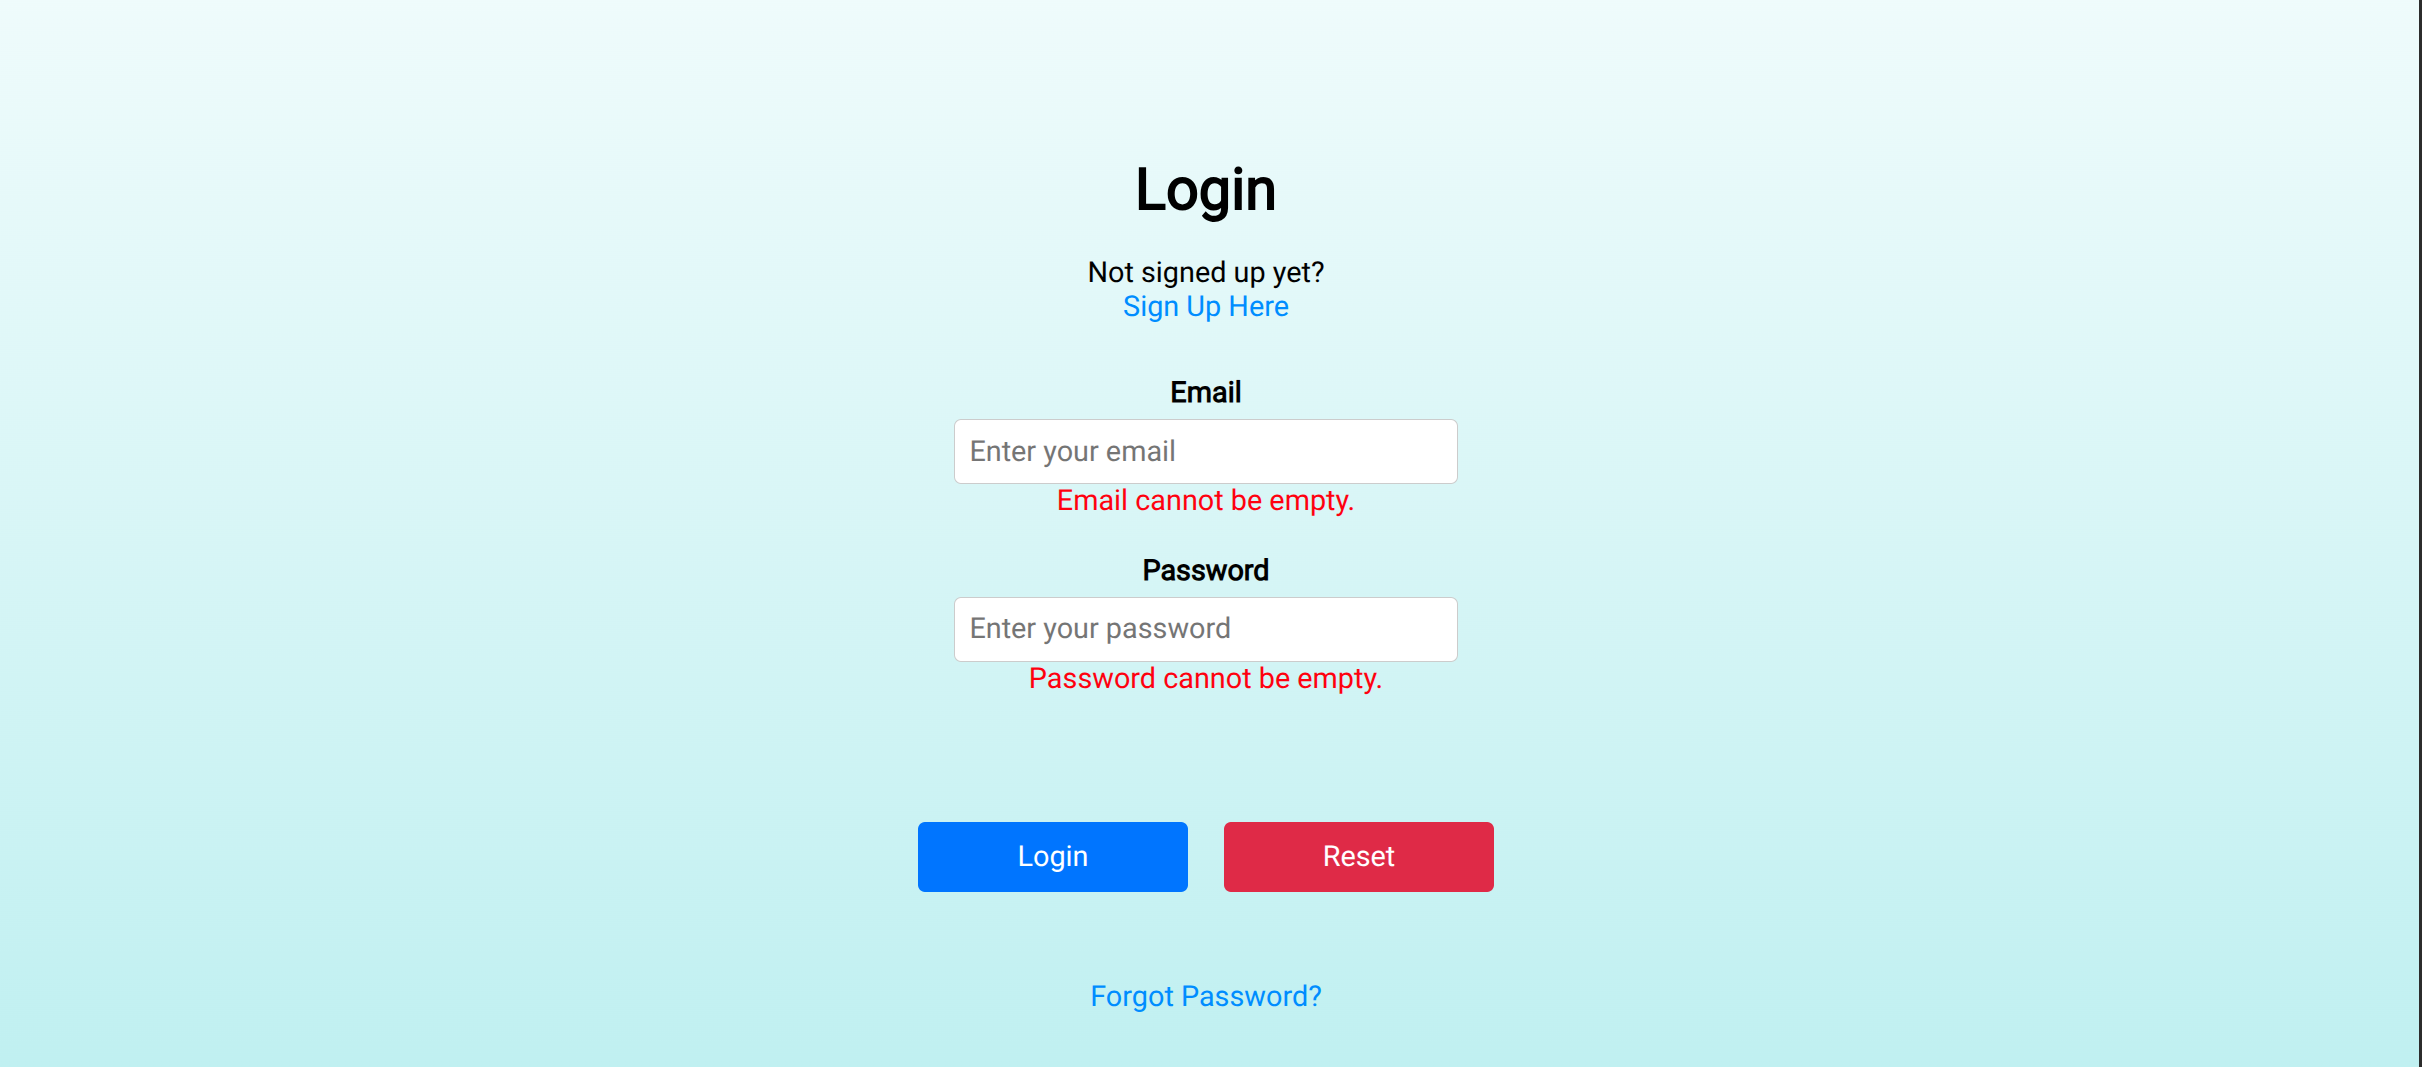 Login
Not signed up yet?
Sign Up Here
Email
Enter your email
Email cannot be empty.
Password
Enter your password
Password cannot be empty.
Login
Reset
Forgot Password?